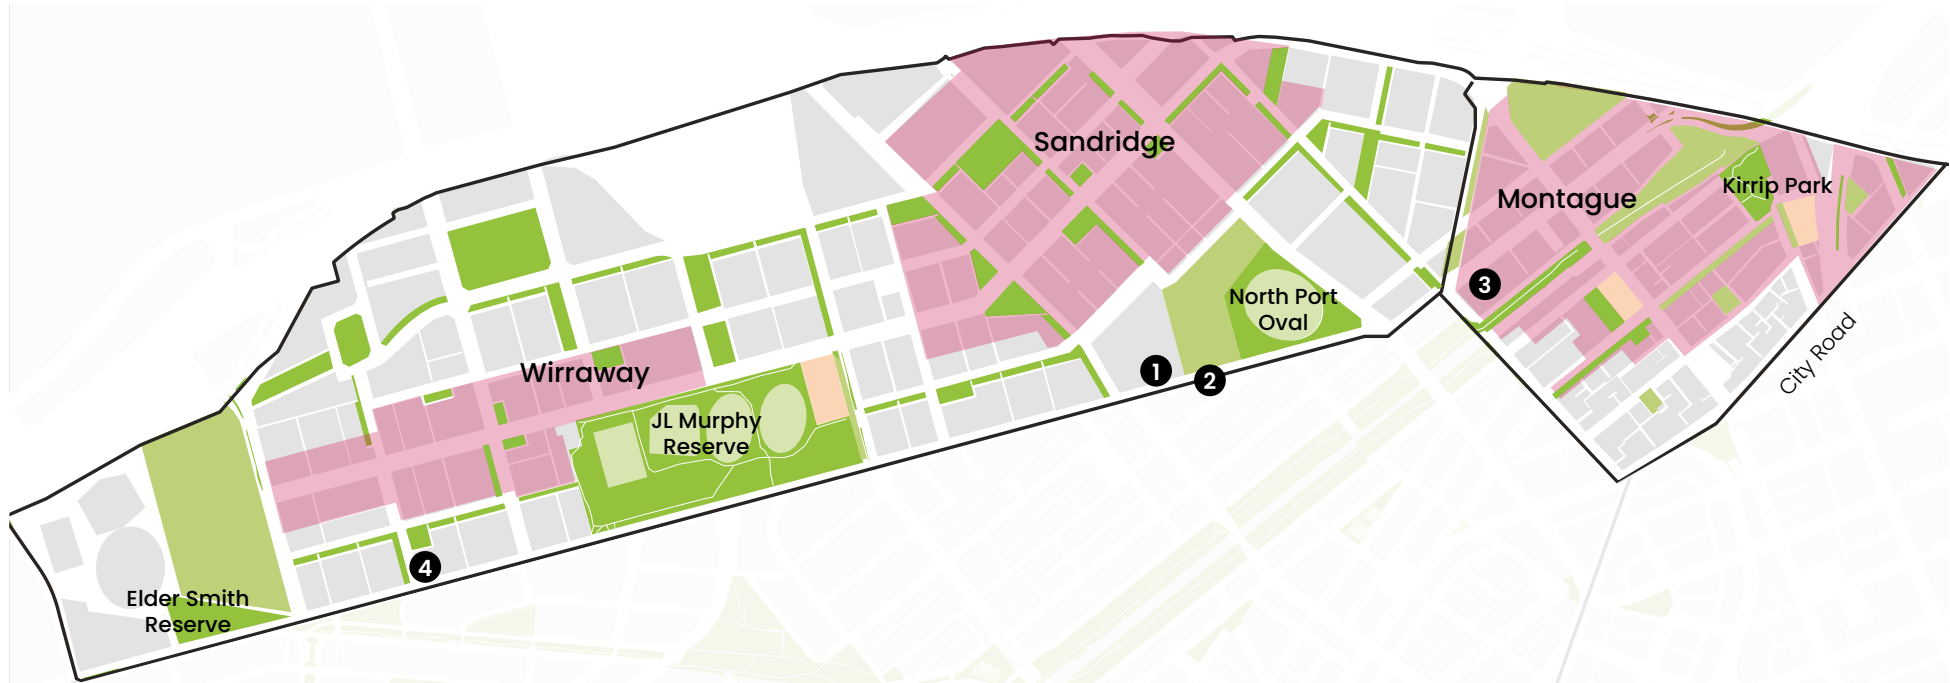 Sandridge
Montague
Kirrip Park
North Port
Oval
3
City Road
Wirraway
1
2
JL Murphy
Reserve
4
Elder Smith
Reserve